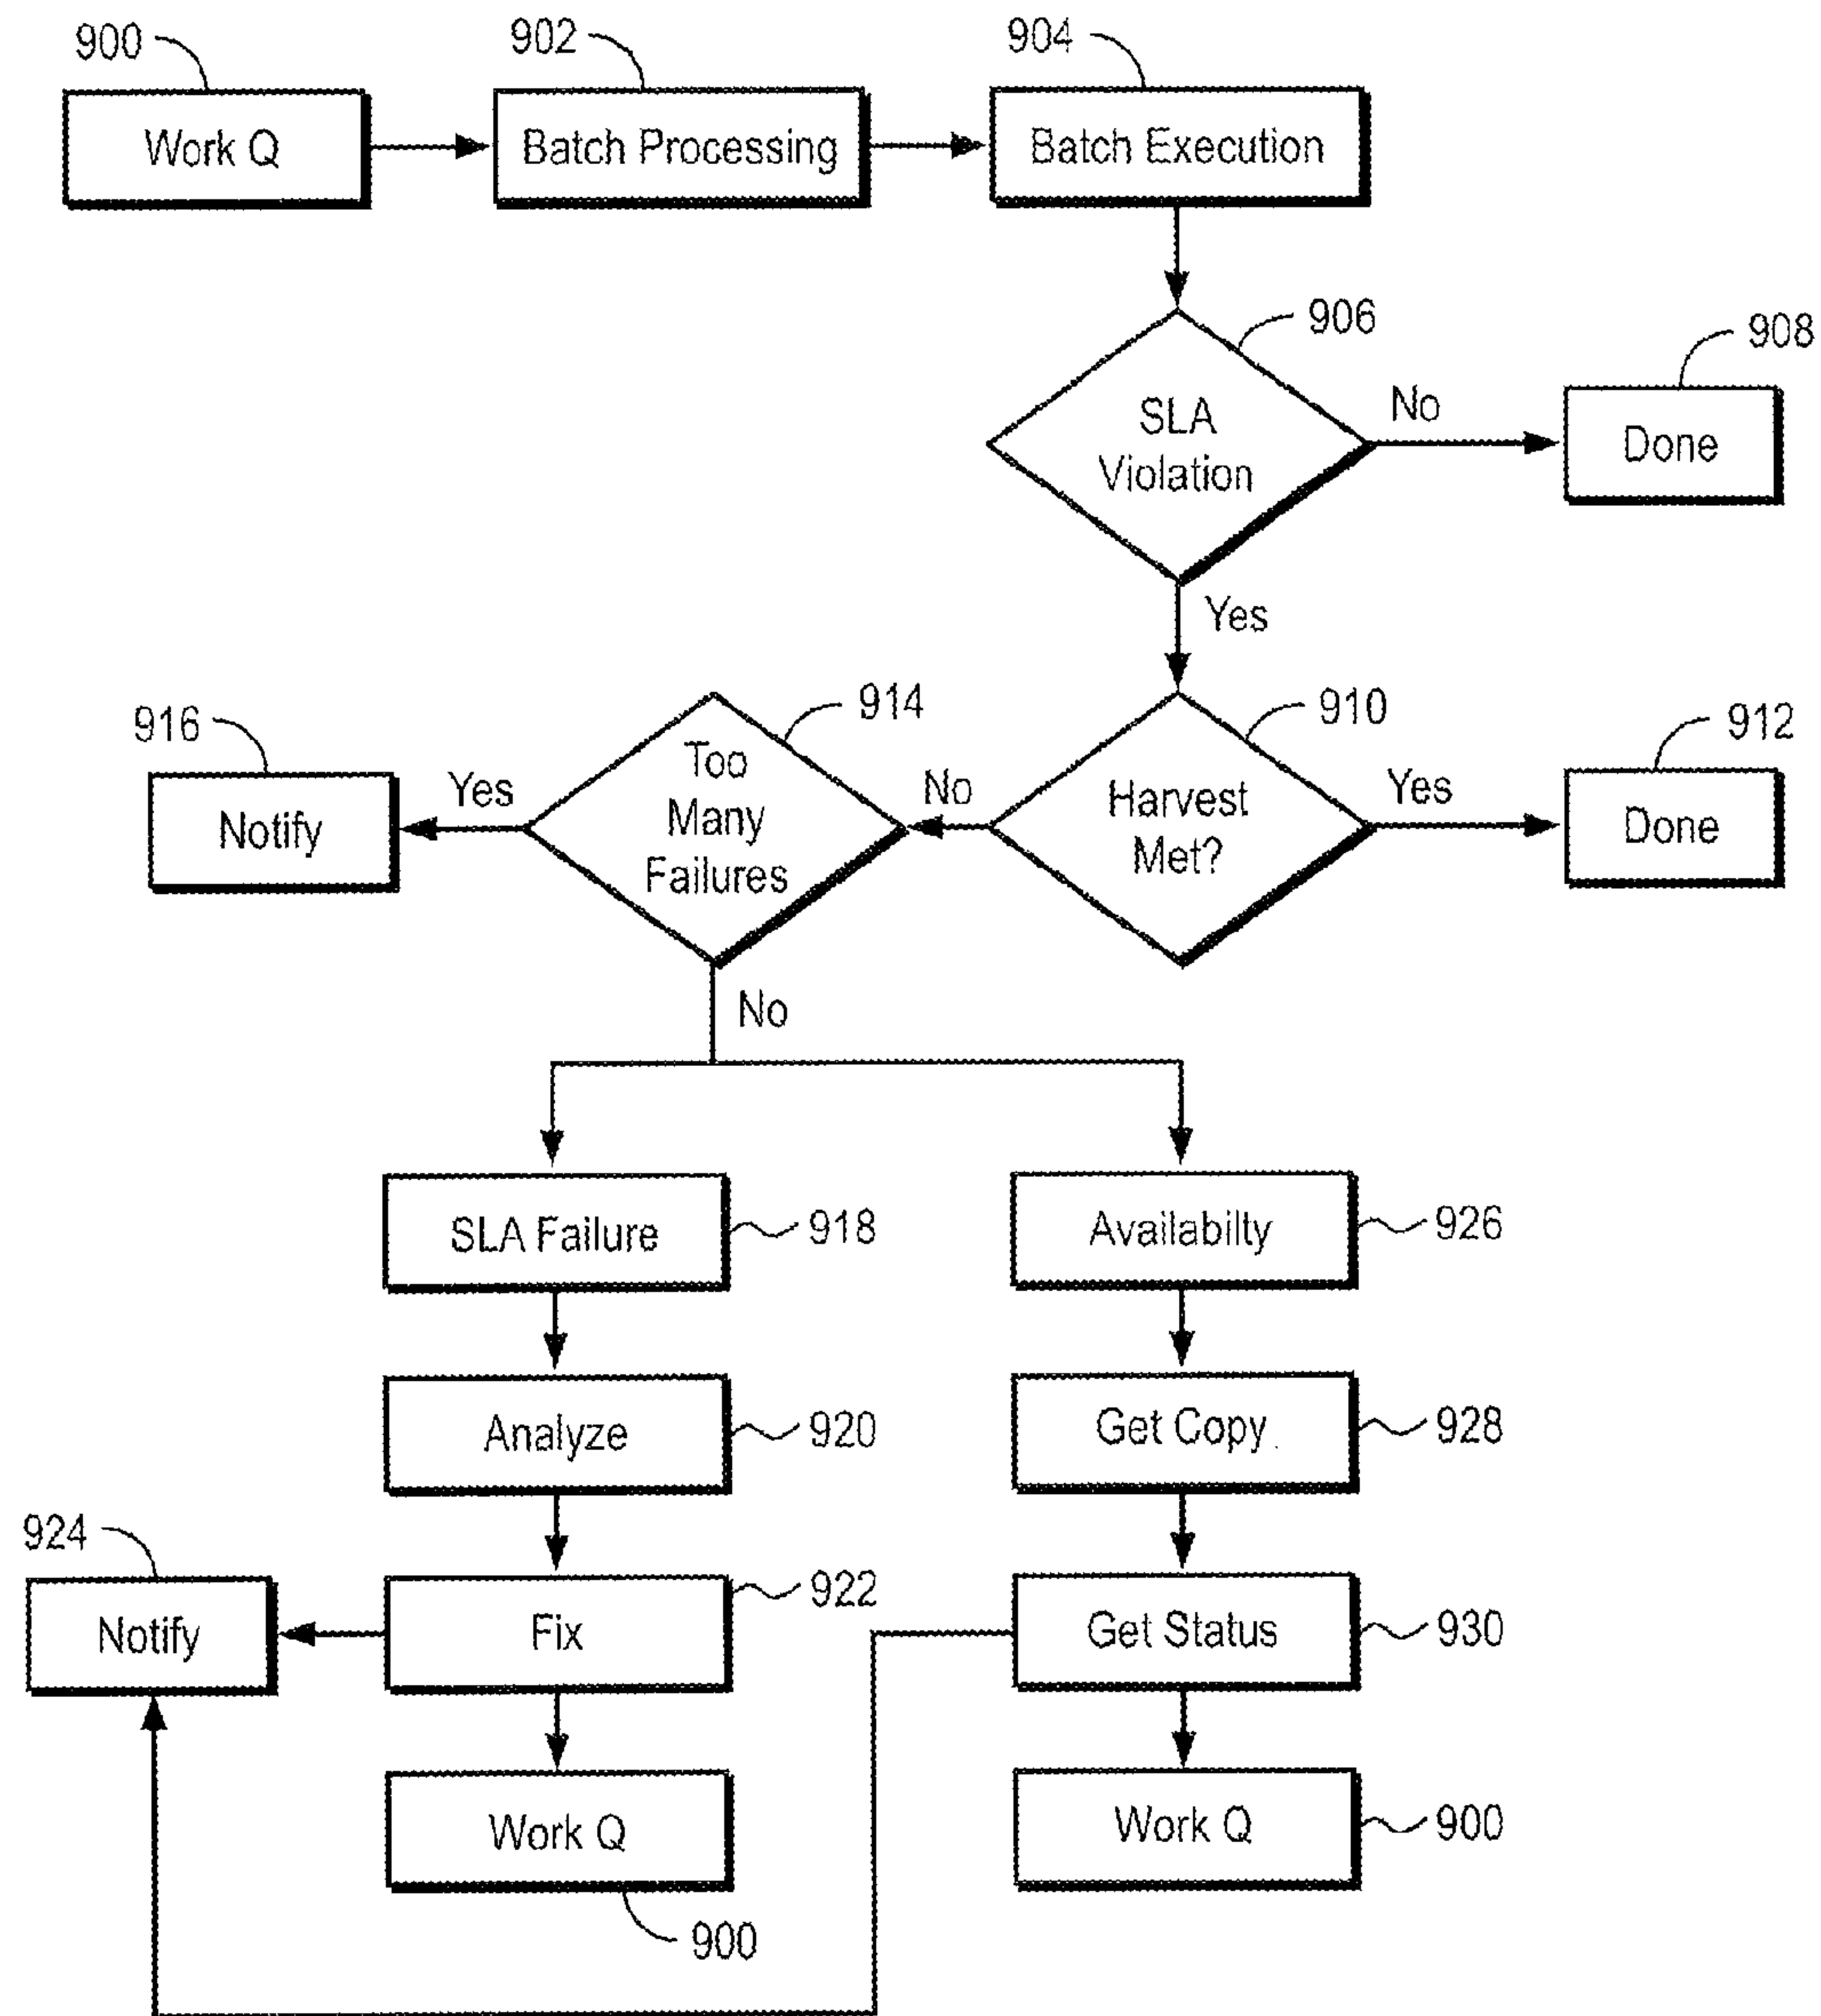 900
902
904
Work Q
Batch Processing
Batch Execution
906
908
SLA
Violation
No
Done
Yes
916
914
910
912
Too
Many
Failures
Yes
Notify
No
Harvest
Met?
Yes
Done
No
SLA Failure
918
Availabilty
926
Analyze
920
Get Copy
928
924
Notify
Fix
922
Get Status
930
Work Q
900
Work Q
900